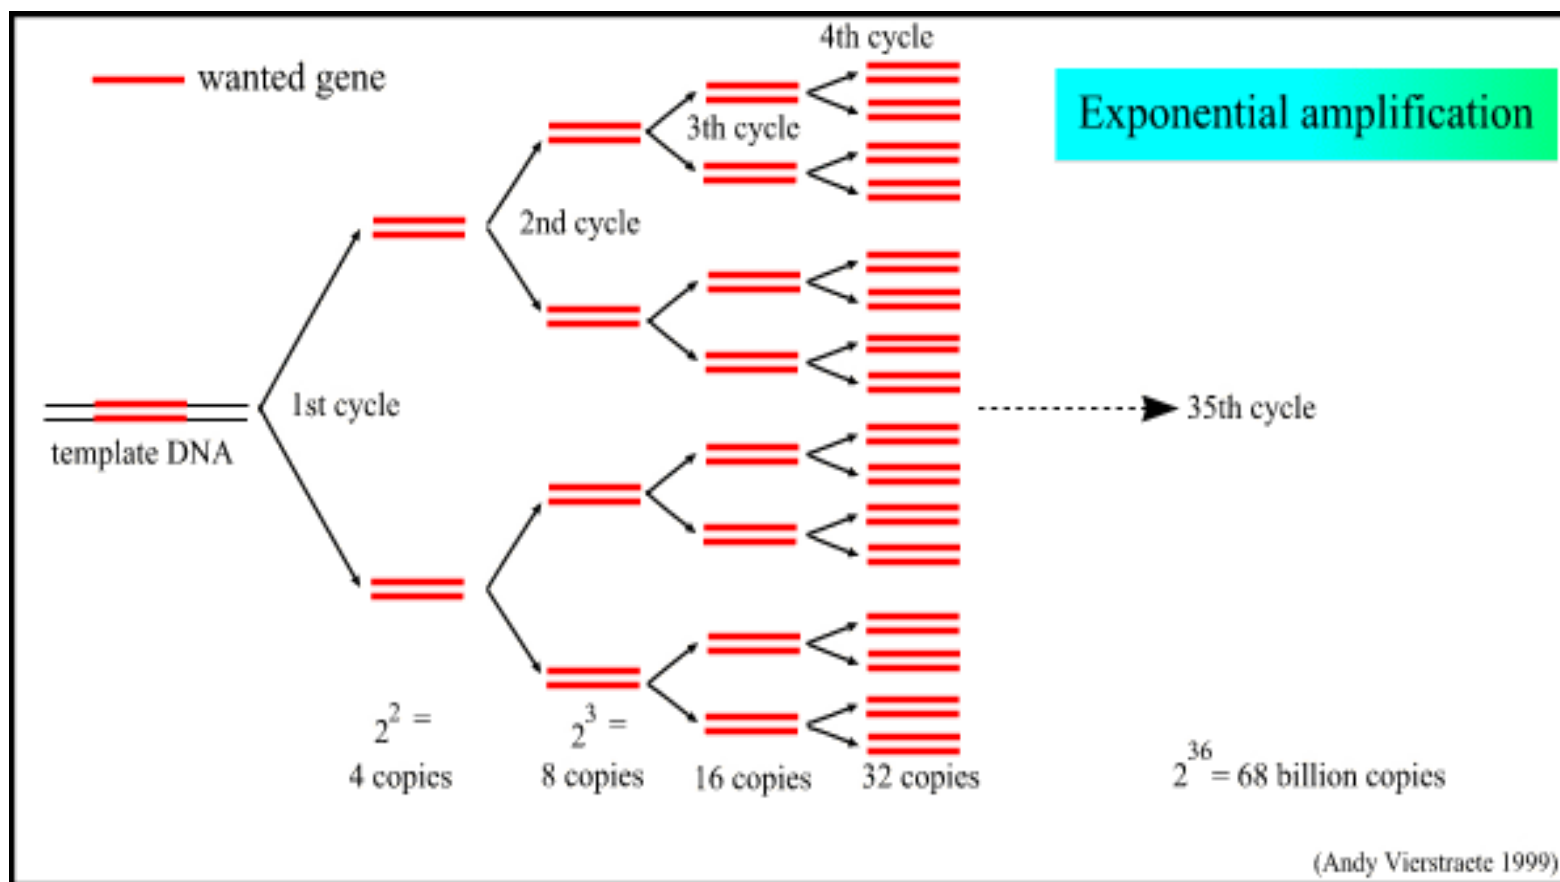 4th cycle
wanted gene
Exponential amplification
3th cycle
2nd cycle
1st cycle
template DNA
35th cycle
2^2 =
4 copies
2^3 =
8 copies
16 copies
32 copies
2^36 = 68 billion copies
(Andy Vierstraete 1999)